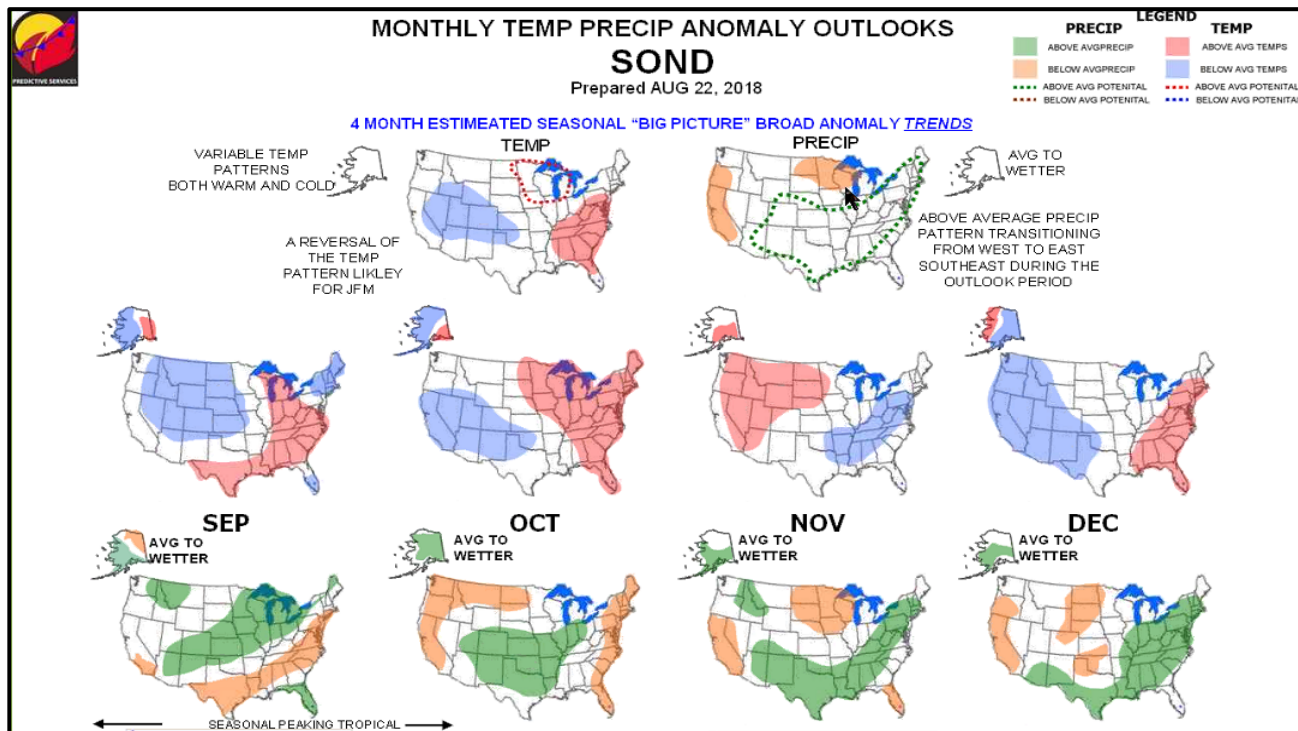 PREDICTIVE SERVICES
MONTHLY TEMP PRECIP ANOMALY OUTLOOKS
SOND
Prepared AUG 22, 2018
LEGEND
PRECIP
TEMP
ABOVE AVGPRECIP
ABOVE AVG TEMPS
BELOW AVGPRECIP
BELOW AVG TEMPS
ABOVE AVG POTENITAL
ABOVE AVG POTENITAL
BELOW AVG POTENITAL
BELOW AVG POTENITAL
4 MONTH ESTIMEATED SEASONAL “BIG PICTURE” BROAD ANOMALY TRENDS
TEMP
PRECIP
VARIABLE TEMP
PATTERNS
BOTH WARM AND COLD
AVG TO
WETTER
A REVERSAL OF
THE TEMP
PATTERN LIKLEY
FOR JFM
ABOVE AVERAGE PRECIP
PATTERN TRANSITIONING
FROM WEST TO EAST
SOUTHEAST DURING THE
OUTLOOK PERIOD
SEP
OCT
NOV
DEC
AVG TO
WETTER
AVG TO
WETTER
AVG TO
WETTER
AVG TO
WETTER
SEASONAL PEAKING TROPICAL